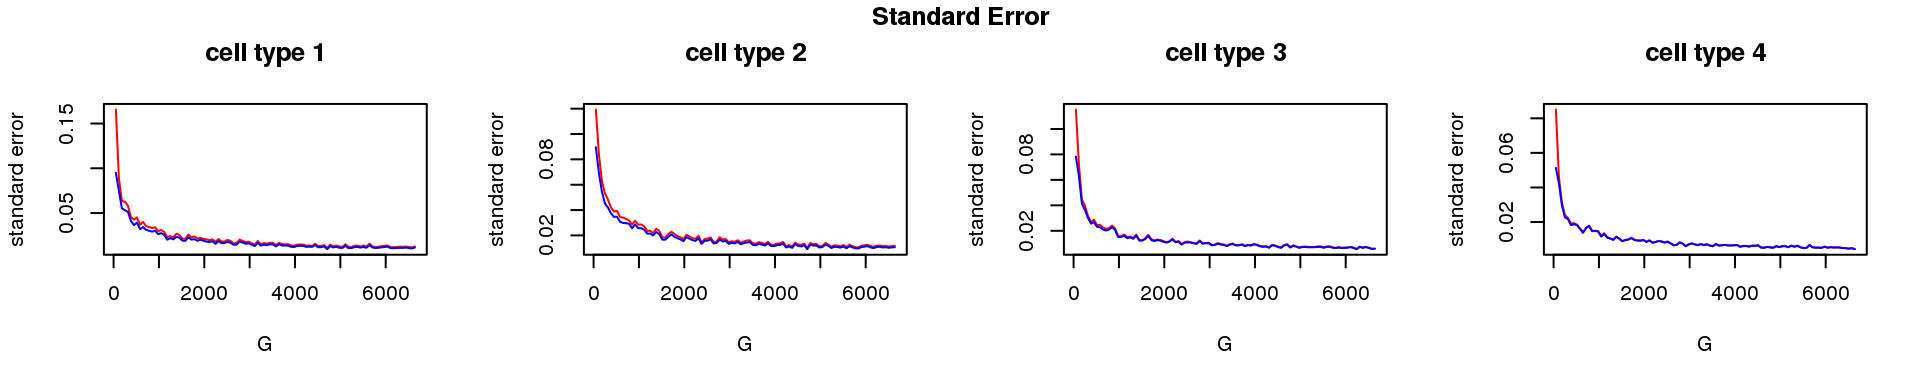 Standard Error
cell type 1
standard error
0.05 0.15
0 2000 4000 6000
G
cell type 2
standard error
0.02 0.08
0 2000 4000 6000
G
cell type 3
standard error
0.02 0.08
0 2000 4000 6000
G
cell type 4
standard error
0.02 0.06
0 2000 4000 6000
G